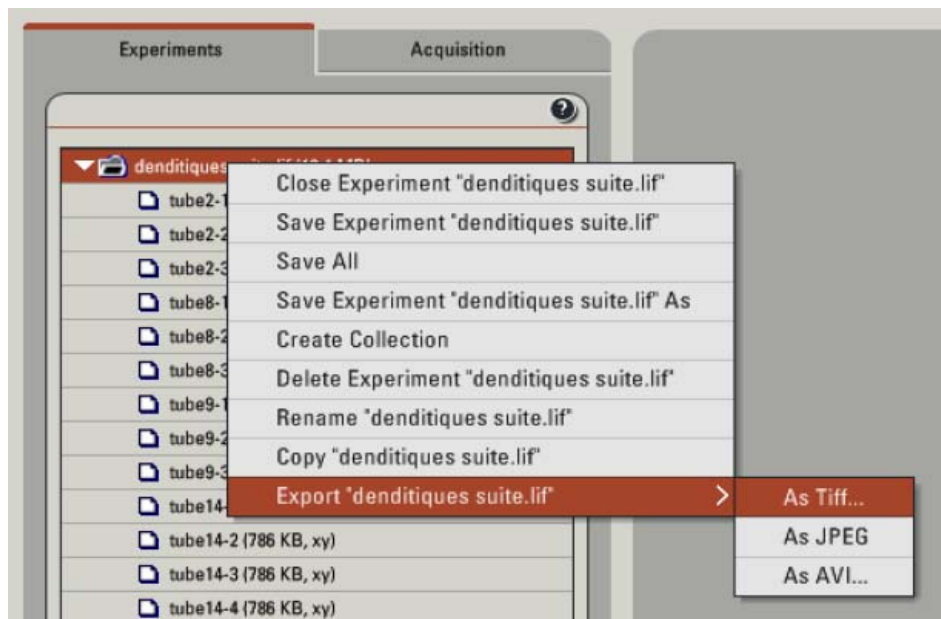 Experiments
Acquisition
?
denditiques
Close Experiment "denditiques suite.lif"
tube2-1
Save Experiment "denditiques suite.lif"
tube2-2
Save All
tube2-3
Save Experiment "denditiques suite.lif" As
tube8-1
Create Collection
tube8-2
Delete Experiment "denditiques suite.lif"
tube8-3
Rename "denditiques suite.lif"
tube9-1
Copy "denditiques suite.lif"
tube9-2
tube9-3
Export "denditiques suite.lif"
As Tiff...
tube14-
tube14-2 (786 KB, xy)
As JPEG
tube14-3 (786 KB, xy)
As AVI...
tube14-4 (786 KB, xy)